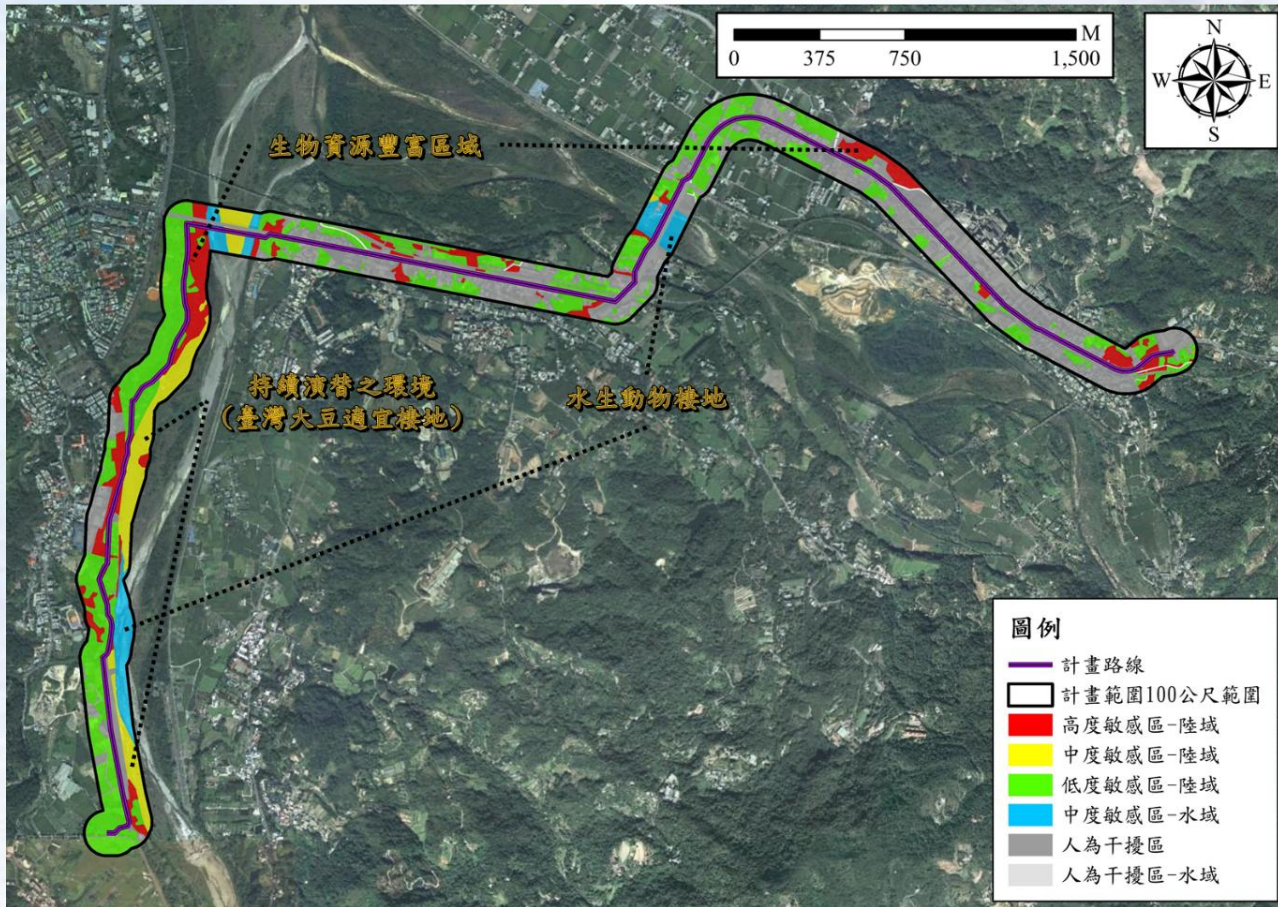 M
0 375 750 1,500
N
W E
S
生物資源豐富區域
持續演替之環境
(臺灣大豆適宜棲地)
水生動物棲地
圖例
計畫路線
計畫範圍100公尺範圍
高度敏感區-陸域
中度敏感區-陸域
低度敏感區-陸域
中度敏感區-水域
人為干擾區
人為干擾區-水域